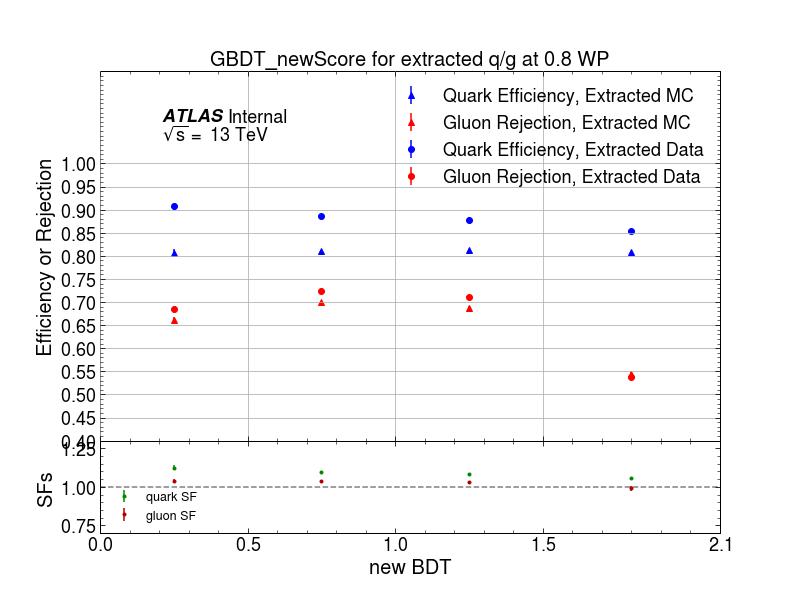 GBDT_newScore for extracted q/g at 0.8 WP
ATLAS Internal
√s = 13 TeV
Quark Efficiency, Extracted MC
Gluon Rejection, Extracted MC
Quark Efficiency, Extracted Data
Gluon Rejection, Extracted Data
Efficiency or Rejection
1.00
0.95
0.90
0.85
0.80
0.75
0.70
0.65
0.60
0.55
0.50
0.45
0.40
1.25
1.00
0.75
SFs
quark SF
gluon SF
0.0 0.5 1.0 1.5 2.1
new BDT